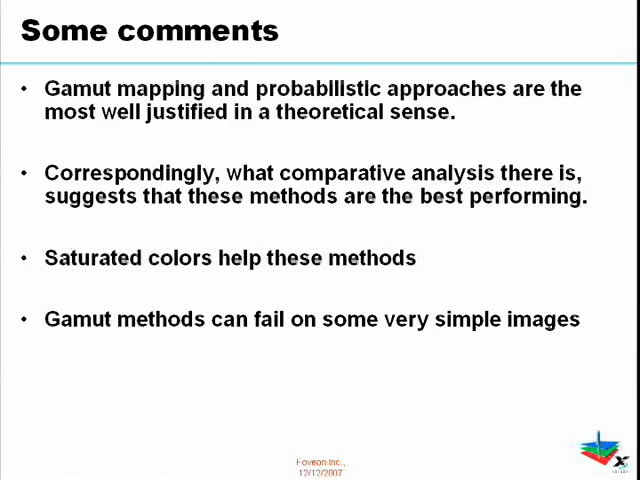 Some comments
• Gamut mapping and probabilistic approaches are the
most well justified in a theoretical sense.
• Correspondingly, what comparative analysis there is,
suggests that these methods are the best performing.
• Saturated colors help these methods
• Gamut methods can fail on some very simple images
Foveon Inc.,
12/12/2007